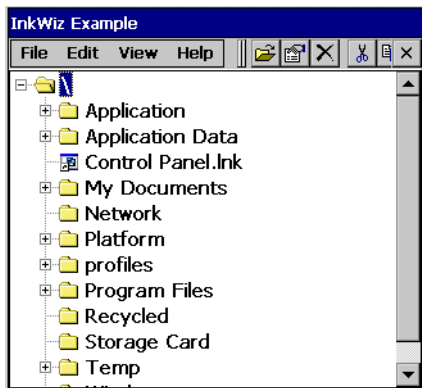 InkWiz Example
File Edit View Help
\
Application
Application Data
Control Panel.lnk
My Documents
Network
Platform
profiles
Program Files
Recycled
Storage Card
Temp